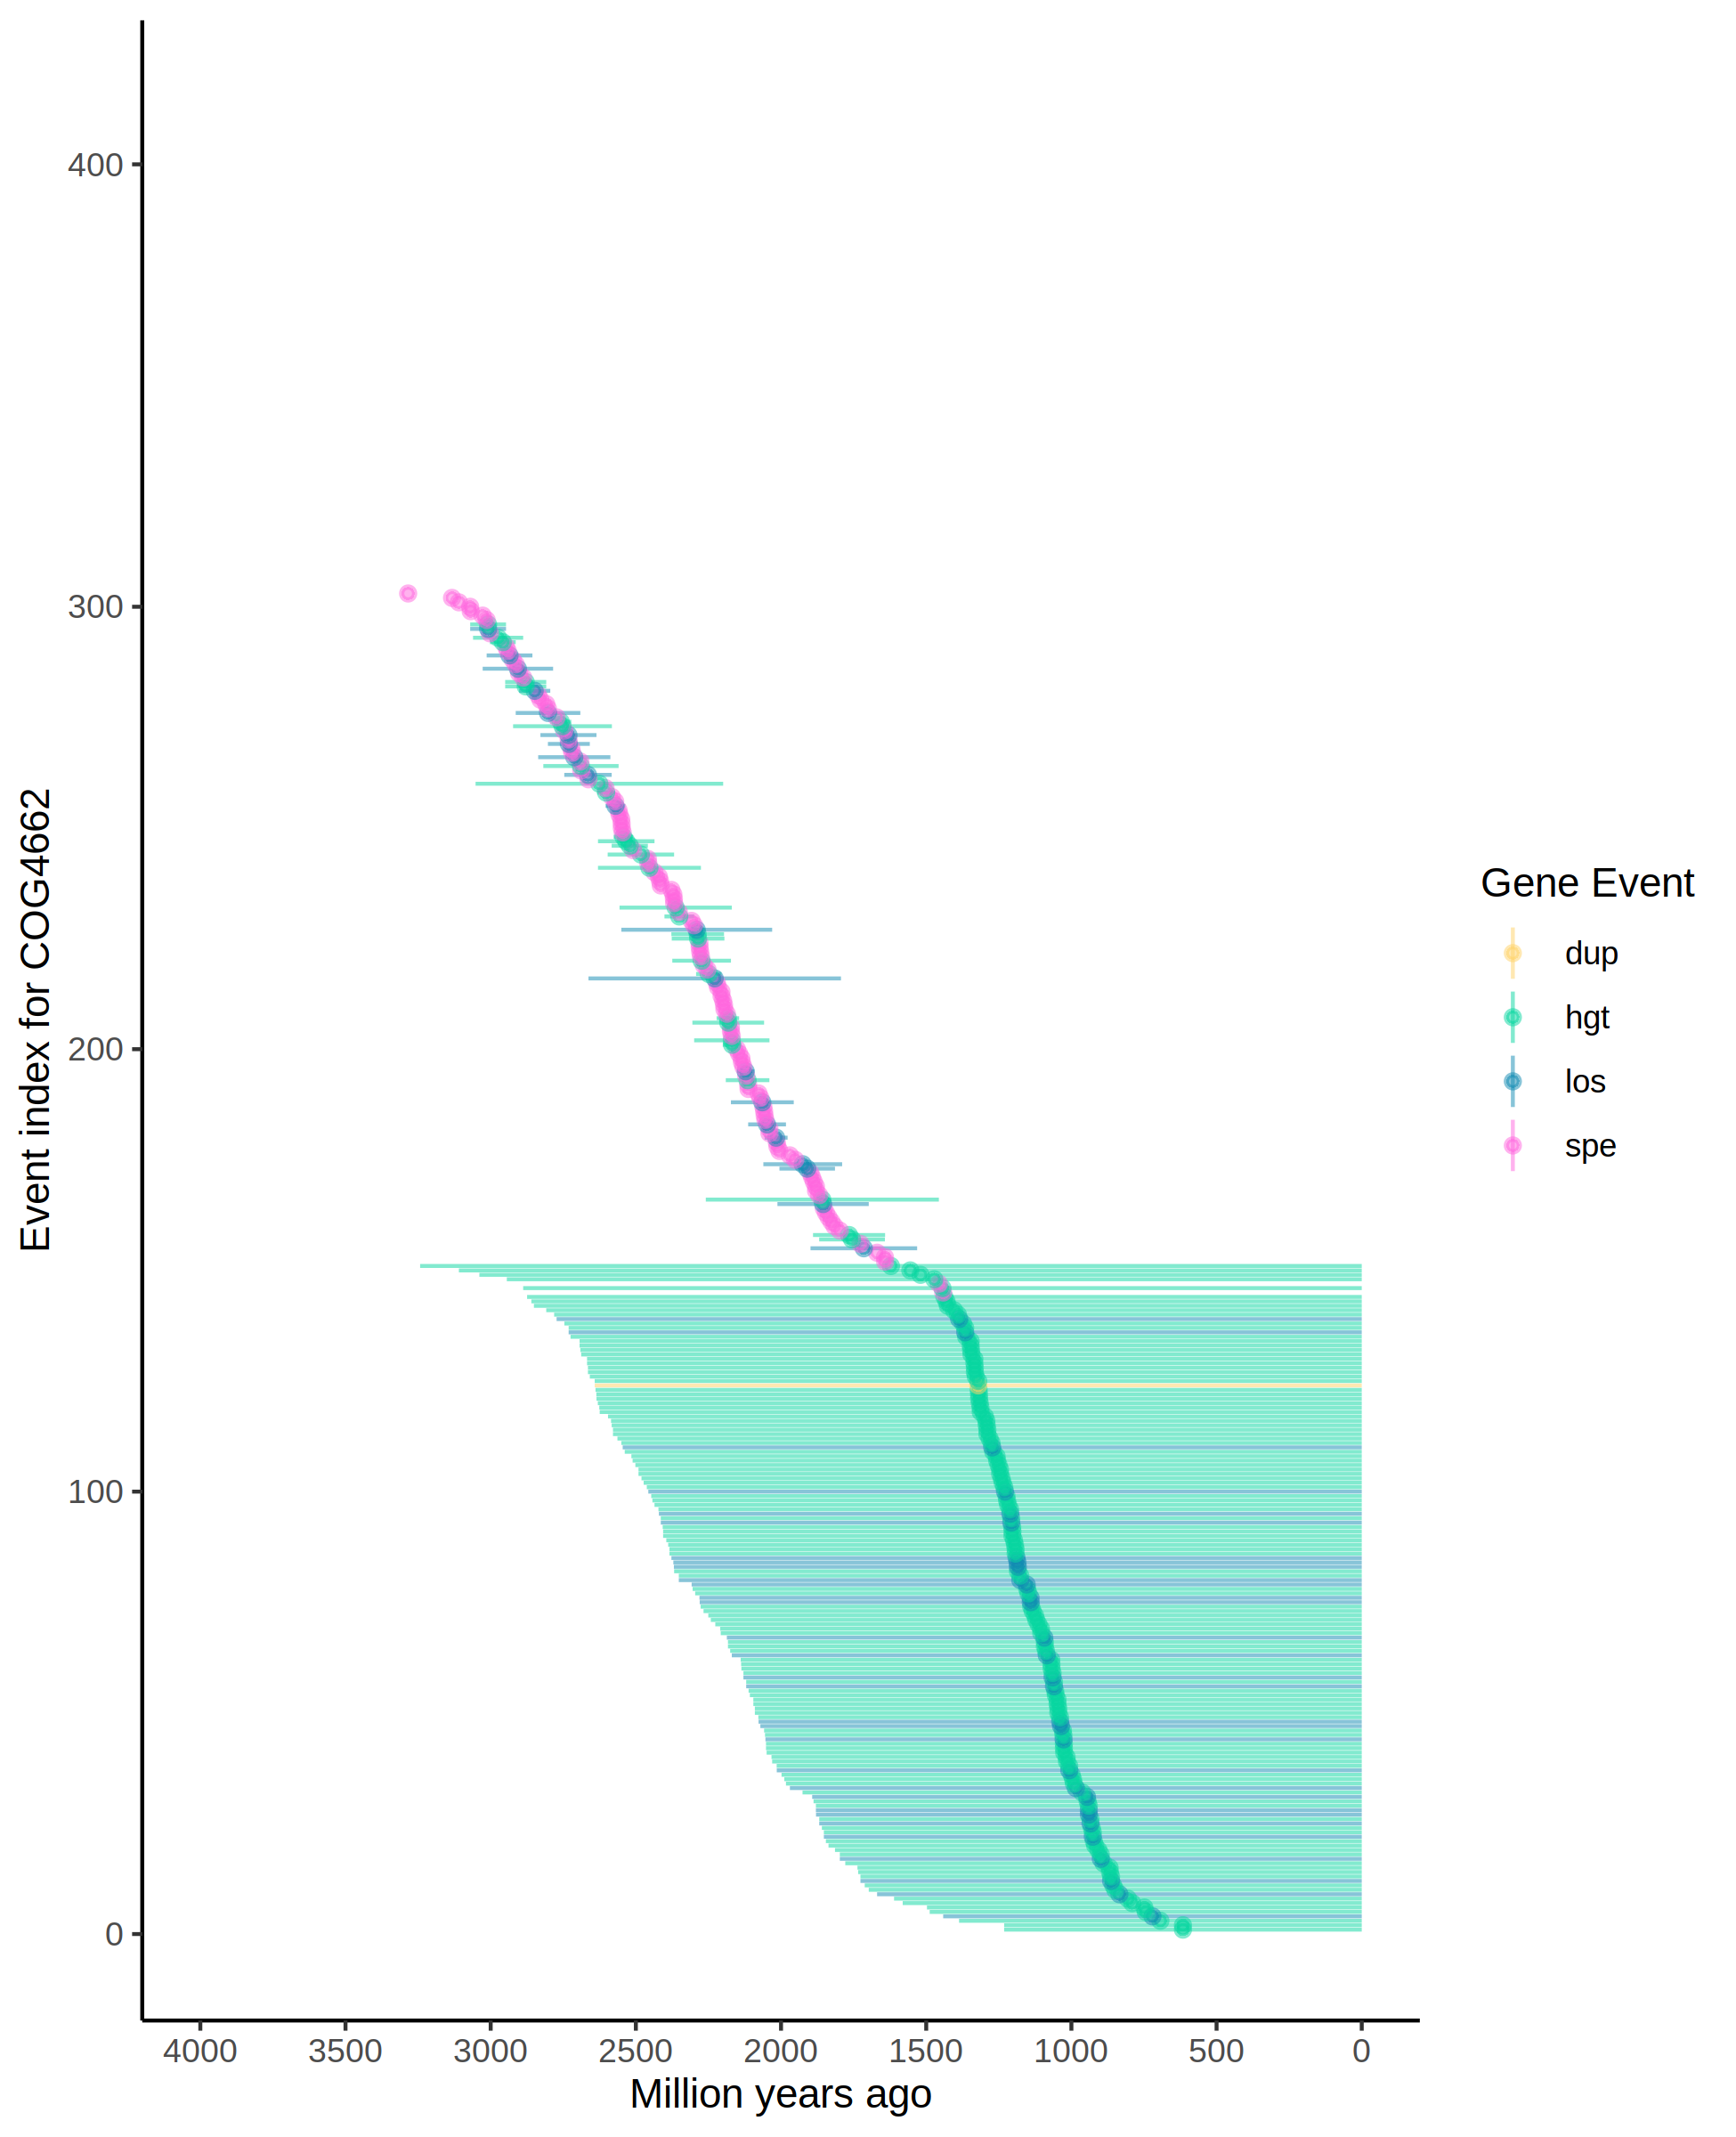 400
300
200
100
0
Event index for COG4662
4000 3500 3000 2500 2000 1500 1000 500 0
Million years ago
Gene Event
dup
hgt
los
spe